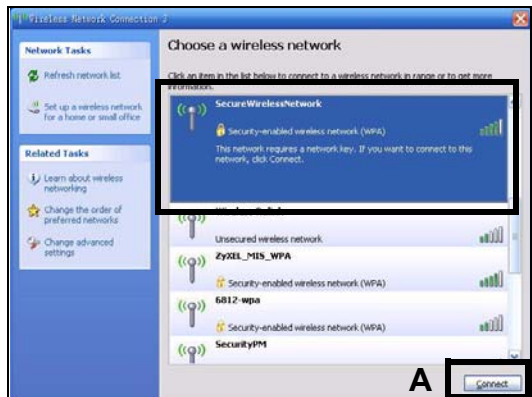 Wireless Network Connection 3
Network Tasks
Refresh network list
Set up a wireless network
for a home or small office
Related Tasks
Learn about wireless
networking
Change the order of
preferred networks
Change advanced
settings
Choose a wireless network
Click an item in the list below to connect to a wireless network in range or to get more
information.
SecureWirelessNetwork
Security-enabled wireless network (WPA)
This network requires a network key. If you want to connect to this
network, click Connect.
Unsecured wireless network
ZyXEL_MIS_WPA
Security-enabled wireless network (WPA)
6812-wpa
Security-enabled wireless network (WPA)
SecurityPM
A
Connect